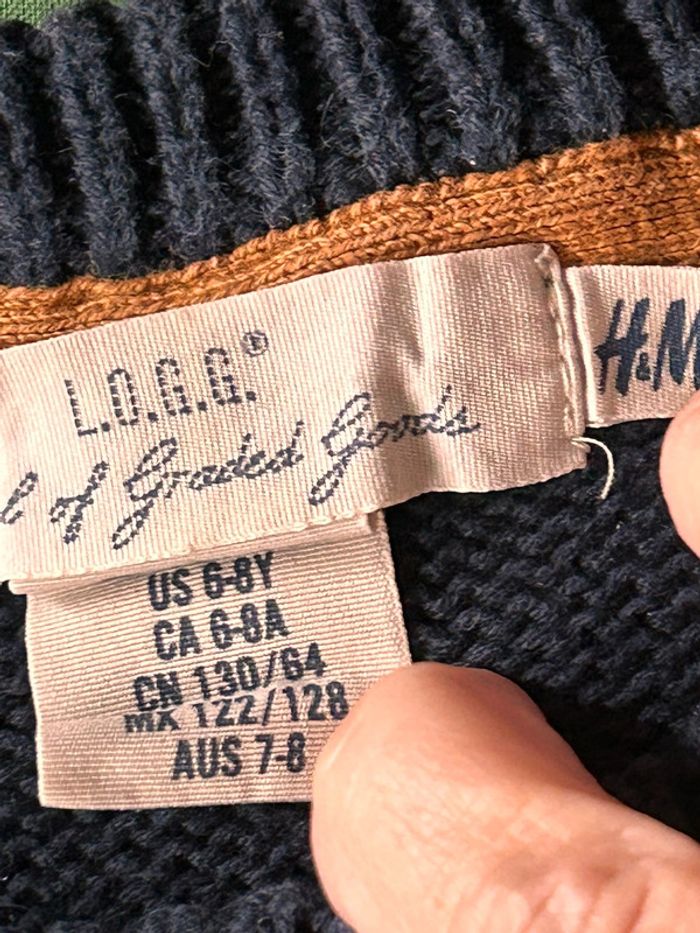 L.O.G.G.®
of Graded Goods
H&M
US 6-8Y
CA 6-8A
CN 130/64
MX 122/128
AUS 7-8